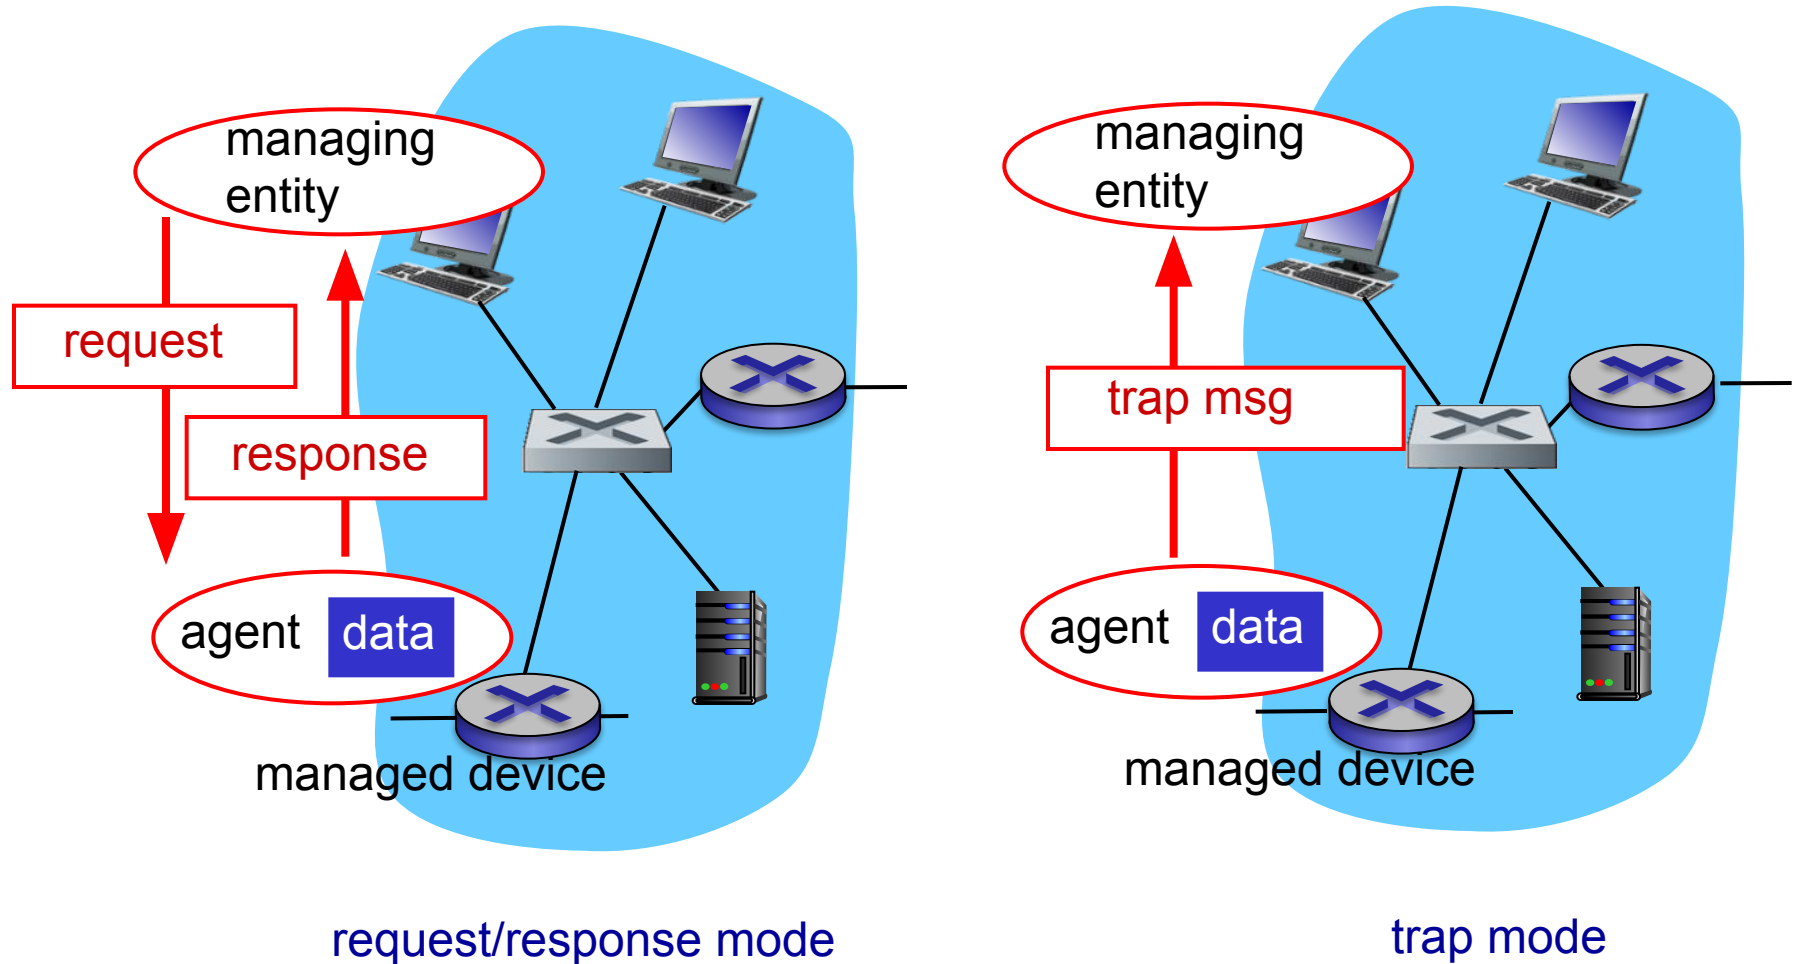 managing
entity
request
response
agent
data
managed device
request/response mode
managing
entity
trap msg
agent
data
managed device
trap mode